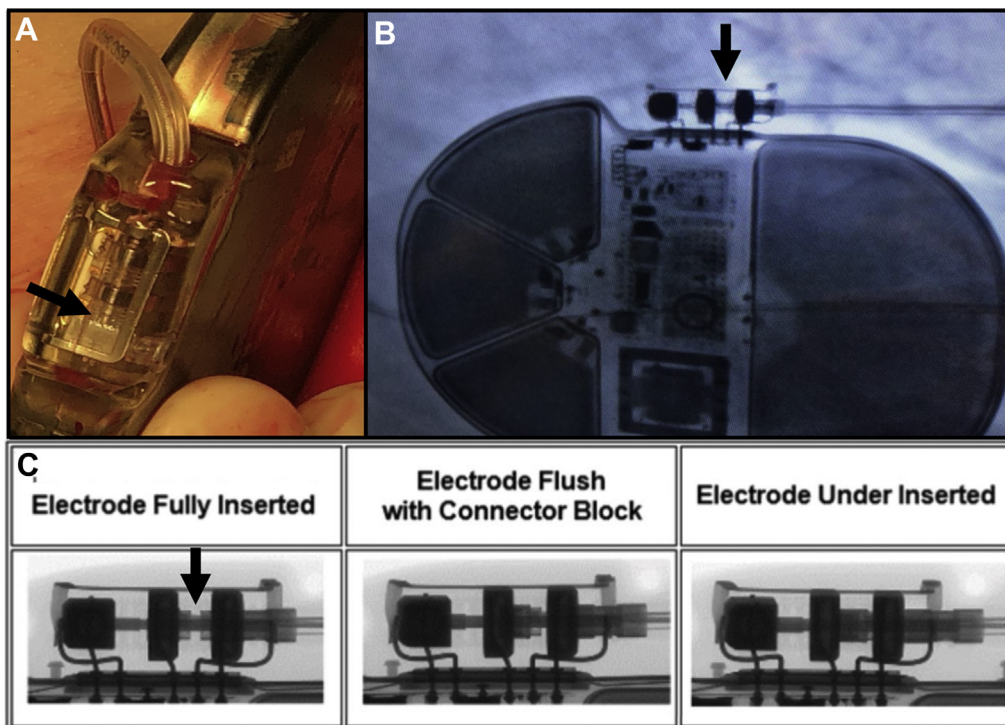 A
B
C
Electrode Fully Inserted
Electrode Flush
with Connector Block
Electrode Under Inserted